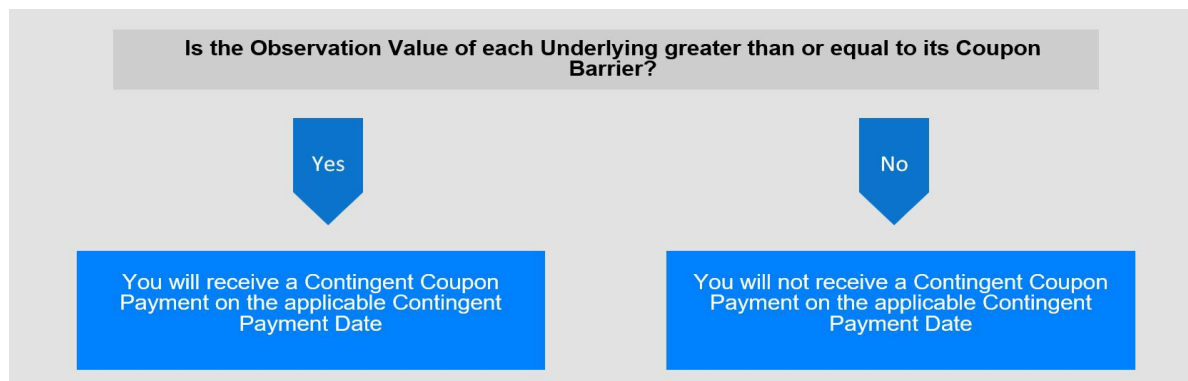 Is the Observation Value of each Underlying greater than or equal to its Coupon
Barrier?
Yes
No
You will receive a Contingent Coupon
Payment on the applicable Contingent
Payment Date
You will not receive a Contingent Coupon
Payment on the applicable Contingent
Payment Date